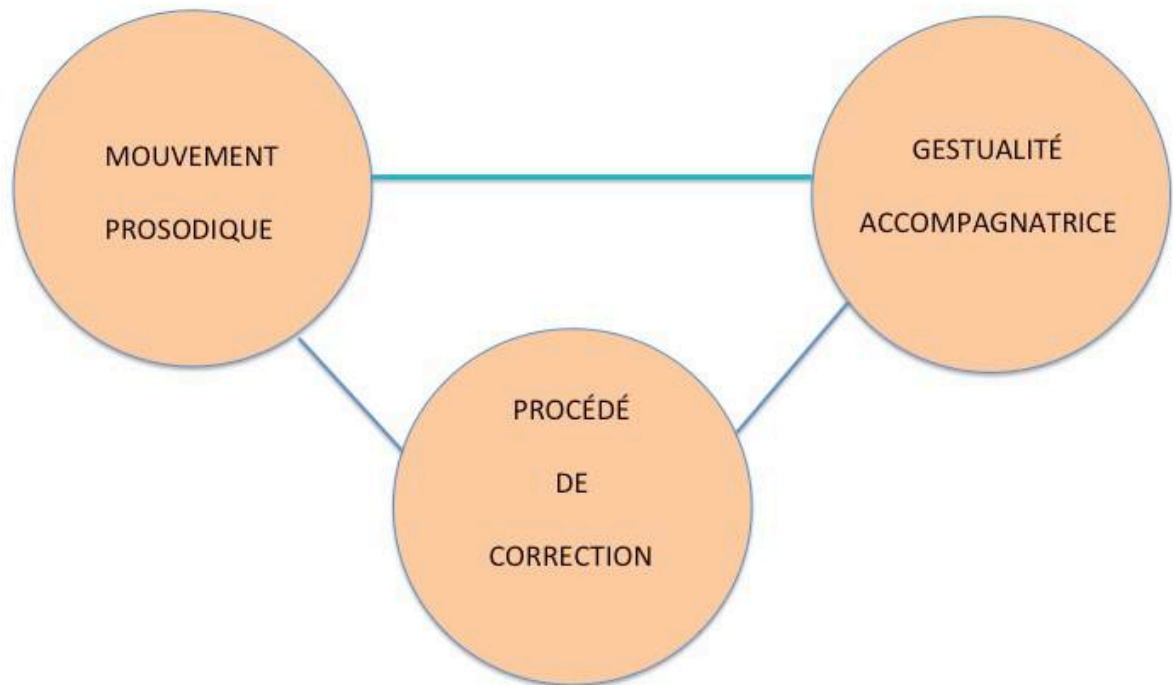 MOUVEMENT
PROSODIQUE
GESTUALITÉ
ACCOMPAGNATRICE
PROCÉDÉ
DE
CORRECTION